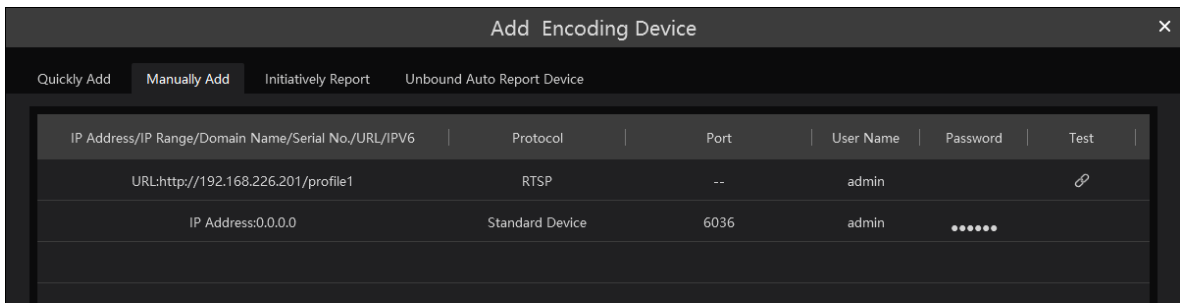 Add Encoding Device
Quickly Add Manually Add Initiatively Report Unbound Auto Report Device
IP Address/IP Range/Domain Name/Serial No./URL/IPV6 Protocol Port User Name Password Test
URL:http://192.168.226.201/profile1 RTSP -- admin
IP Address:0.0.0.0 Standard Device 6036 admin ●●●●●●